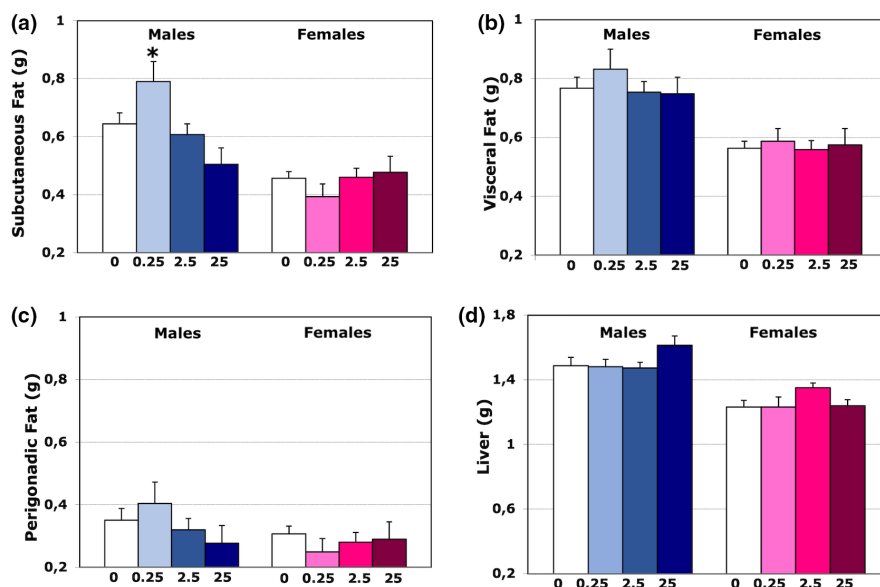 (a)
Males Females
Subcutaneous Fat (g)
1
0,8
0,6
0,4
0,2
*
0 0.25 2.5 25 0 0.25 2.5 25
(b)
Males Females
Visceral Fat (g)
1
0,8
0,6
0,4
0,2
0 0.25 2.5 25 0 0.25 2.5 25
(c)
Males Females
Perigonadic Fat (g)
1
0,8
0,6
0,4
0,2
0 0.25 2.5 25 0 0.25 2.5 25
(d)
Males Females
Liver (g)
1,8
1,4
1
0,6
0,2
0 0.25 2.5 25 0 0.25 2.5 25